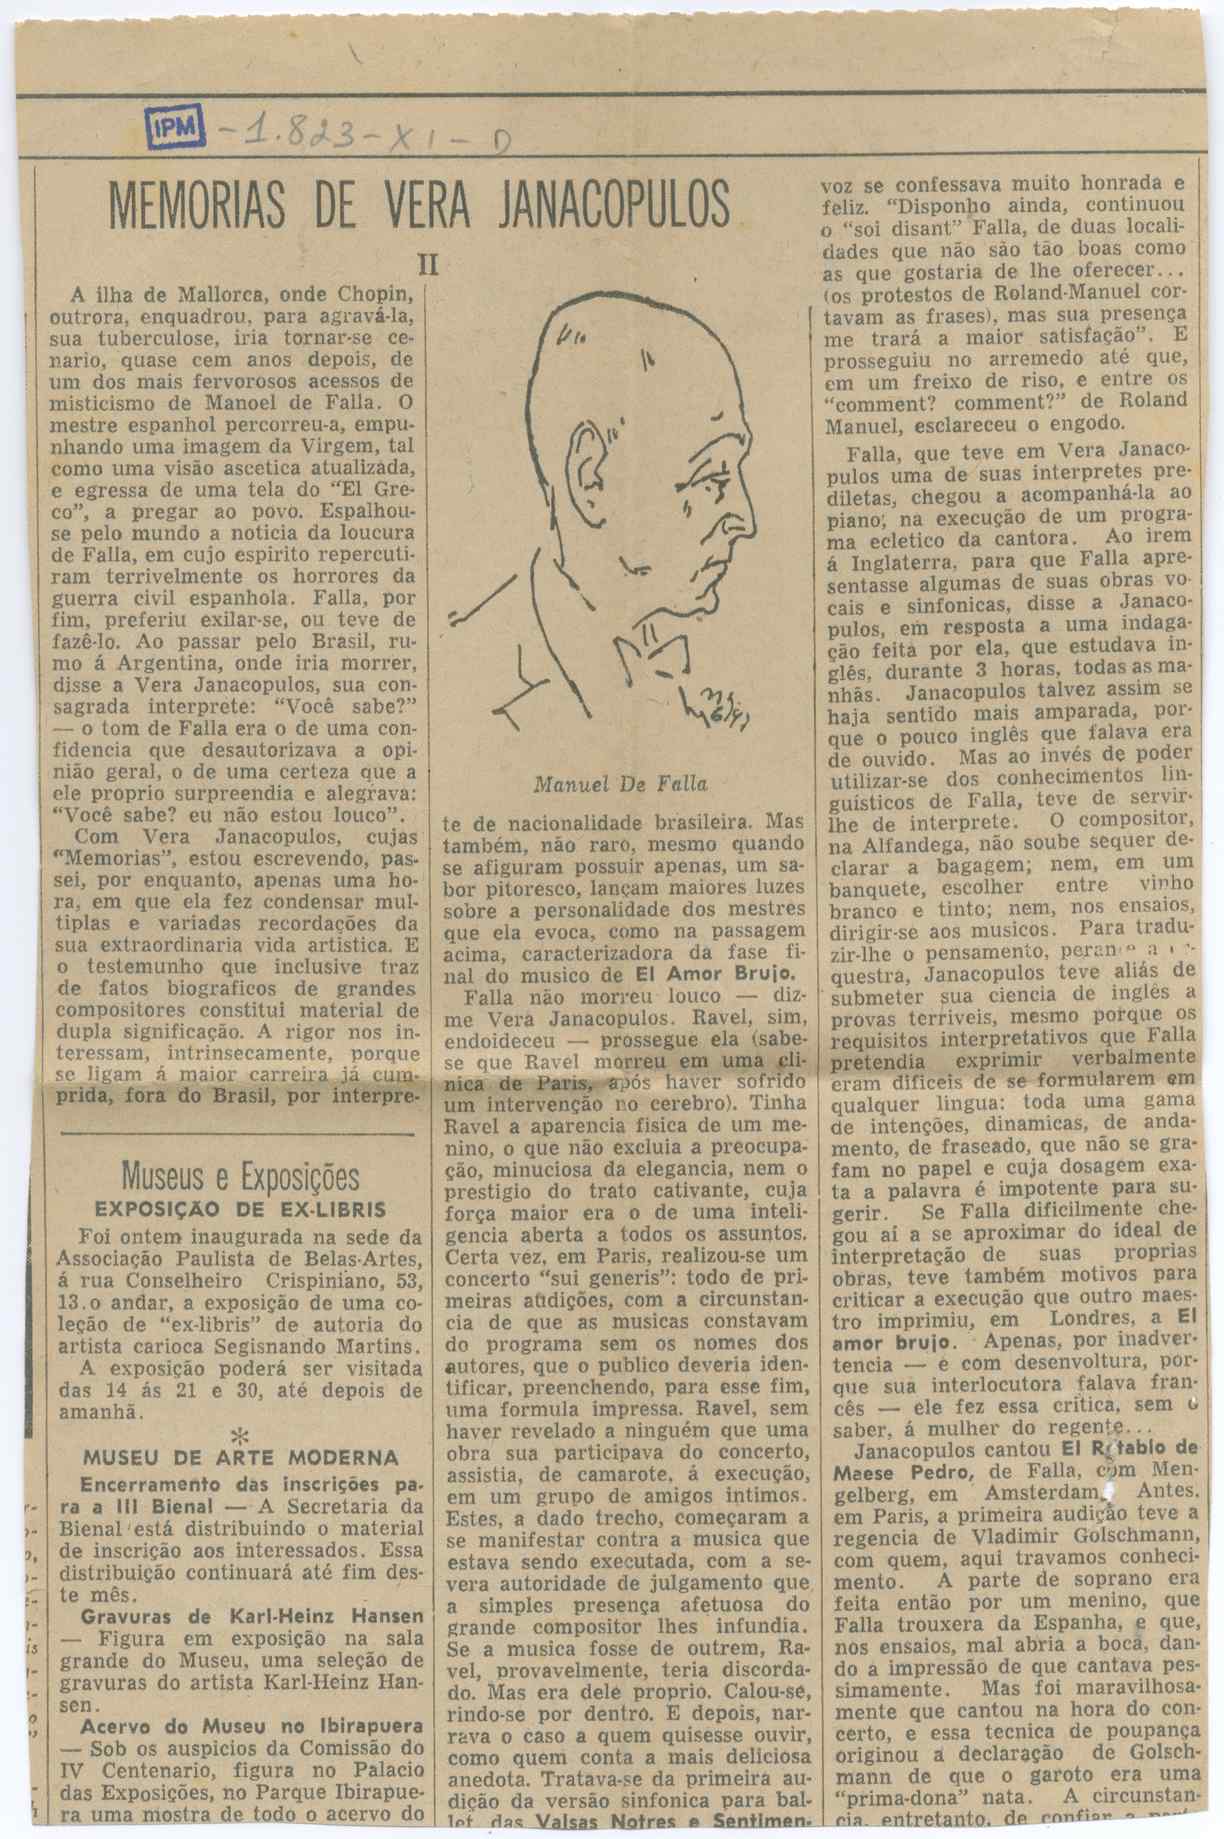 IPM -1.823-XI-D
MEMORIAS DE VERA JANACOPULOS
II
A ilha de Mallorca, onde Chopin,
outrora, enquadrou, para agravá-la,
sua tuberculose, iria tornar-se ce-
nario, quase cem anos depois, de
um dos mais fervorosos acessos de
misticismo de Manoel de Falla. O
mestre espanhol percorreu-a, empu-
nhando uma imagem da Virgem, tal
como uma visão ascetica atualizada,
e egressa de uma tela do "El Gre-
co", a pregar ao povo. Espalhou-
se pelo mundo a noticia da loucura
de Falla, em cujo espirito repercuti-
ram terrivelmente os horrores da
guerra civil espanhola. Falla, por
fim, preferiu exilar-se, ou teve de
fazê-lo. Ao passar pelo Brasil, ru-
mo á Argentina, onde iria morrer,
disse a Vera Janacopulos, sua con-
sagrada interprete: "Você sabe?"
— o tom de Falla era o de uma con-
fidencia que desautorizava a opi-
nião geral, o de uma certeza que a
ele proprio surpreendia e alegrava:
"Você sabe? eu não estou louco".
Com Vera Janacopulos, cujas
"Memorias", estou escrevendo, pas-
sei, por enquanto, apenas uma ho-
ra, em que ela fez condensar mul-
tiplas e variadas recordações da
sua extraordinaria vida artistica. E
o testemunho que inclusive traz
de fatos biograficos de grandes
compositores constitui material de
dupla significação. A rigor nos in-
teressam, intrinsecamente, porque
se ligam á maior carreira já cum-
prida, fora do Brasil, por interpre-
Museus e Exposições
EXPOSIÇÃO DE EX-LIBRIS
Foi ontem inaugurada na sede da
Associação Paulista de Belas-Artes,
á rua Conselheiro Crispiniano, 53,
13.o andar, a exposição de uma co-
leção de "ex-libris" de autoria do
artista carioca Segisnando Martins.
A exposição poderá ser visitada
das 14 ás 21 e 30, até depois de
amanhã.
*
MUSEU DE ARTE MODERNA
Encerramento das inscrições pa-
ra a III Bienal — A Secretaria da
Bienal está distribuindo o material
de inscrição aos interessados. Essa
distribuição continuará até fim des-
te mês.
Gravuras de Karl-Heinz Hansen
— Figura em exposição na sala
grande do Museu, uma seleção de
gravuras do artista Karl-Heinz Han-
sen.
Acervo do Museu no Ibirapuera
— Sob os auspicios da Comissão do
IV Centenario, figura no Palacio
das Exposições, no Parque Ibirapue-
ra uma mostra de todo o acervo do
Manuel De Falla
te de nacionalidade brasileira. Mas
também, não raro, mesmo quando
se afiguram possuir apenas, um sa-
bor pitoresco, lançam maiores luzes
sobre a personalidade dos mestres
que ela evoca, como na passagem
acima, caracterizadora da fase fi-
nal do musico de El Amor Brujo.
Falla não morreu louco — diz-
me Vera Janacopulos. Ravel, sim,
endoideceu — prossegue ela (sabe-
se que Ravel morreu em uma cli-
nica de Paris, após haver sofrido
um intervenção no cerebro). Tinha
Ravel a aparencia fisica de um me-
nino, o que não excluia a preocupa-
ção, minuciosa da elegancia, nem o
prestigio do trato cativante, cuja
força maior era o de uma inteli-
gencia aberta a todos os assuntos.
Certa vez, em Paris, realizou-se um
concerto "sui generis": todo de pri-
meiras audições, com a circunstan-
cia de que as musicas constavam
do programa sem os nomes dos
autores, que o publico deveria iden-
tificar, preenchendo, para esse fim,
uma formula impressa. Ravel, sem
haver revelado a ninguém que uma
obra sua participava do concerto,
assistia, de camarote, á execução,
em um grupo de amigos intimos.
Estes, a dado trecho, começaram a
se manifestar contra a musica que
estava sendo executada, com a se-
vera autoridade de julgamento que
a simples presença afetuosa do
grande compositor lhes infundia.
Se a musica fosse de outrem, Ra-
vel, provavelmente, teria discorda-
do. Mas era dele proprio. Calou-se,
rindo-se por dentro. E depois, nar-
rava o caso a quem quisesse ouvir,
como quem conta a mais deliciosa
anedota. Tratava-se da primeira au-
dição da versão sinfonica para bal-
let, das Valsas Notres e Sentimen-
voz se confessava muito honrada e
feliz. "Disponho ainda, continuou
o "soi disant" Falla, de duas locali-
dades que não são tão boas como
as que gostaria de lhe oferecer...
(os protestos de Roland-Manuel cor-
tavam as frases), mas sua presença
me trará a maior satisfação". E
prosseguiu no arremedo até que,
em um freixo de riso, e entre os
"comment? comment?" de Roland
Manuel, esclareceu o engodo.
Falla, que teve em Vera Janaco-
pulos uma de suas interpretes pre-
diletas, chegou a acompanhá-la ao
piano, na execução de um progra-
ma ecletico da cantora. Ao irem
á Inglaterra, para que Falla apre-
sentasse algumas de suas obras vo-
cais e sinfonicas, disse a Janaco-
pulos, em resposta a uma indaga-
ção feita por ela, que estudava in-
glês, durante 3 horas, todas as ma-
nhãs. Janacopulos talvez assim se
haja sentido mais amparada, por-
que o pouco inglês que falava era
de ouvido. Mas ao invés de poder
utilizar-se dos conhecimentos lin-
guisticos de Falla, teve de servir-
lhe de interprete. O compositor,
na Alfandega, não soube sequer de-
clarar a bagagem; nem, em um
banquete, escolher entre vinho
branco e tinto; nem, nos ensaios,
dirigir-se aos musicos. Para tradu-
zir-lhe o pensamento, a
questra, Janacopulos teve aliás de
submeter sua ciencia de inglês a
provas terriveis, mesmo porque os
requisitos interpretativos que Falla
pretendia exprimir verbalmente
eram dificeis de se formularem em
qualquer lingua: toda uma gama
de intenções, dinamicas, de anda-
mento, de fraseado, que não se gra-
fam no papel e cuja dosagem exa-
ta a palavra é impotente para su-
gerir. Se Falla dificilmente che-
gou aí a se aproximar do ideal de
interpretação de suas proprias
obras, teve também motivos para
criticar a execução que outro maes-
tro imprimiu, em Londres, a El
amor brujo. Apenas, por inadver-
tencia — e com desenvoltura, por-
que sua interlocutora falava fran-
cês — ele fez essa critica, sem o
saber, á mulher do regente...
Janacopulos cantou El Retablo de
Maese Pedro, de Falla, com Men-
gelberg, em Amsterdam. Antes,
em Paris, a primeira audição teve a
regencia de Vladimir Golschmann,
com quem, aqui travamos conheci-
mento. A parte de soprano era
feita então por um menino, que
Falla trouxera da Espanha, e que,
nos ensaios, mal abria a boca, dan-
do a impressão de que cantava pes-
simamente. Mas foi maravilhosa-
mente que cantou na hora do con-
certo, e essa tecnica de poupança
originou a declaração de Golsch-
mann de que o garoto era uma
"prima-dona" nata. A circunstan-
cia, entretanto, de confiar a